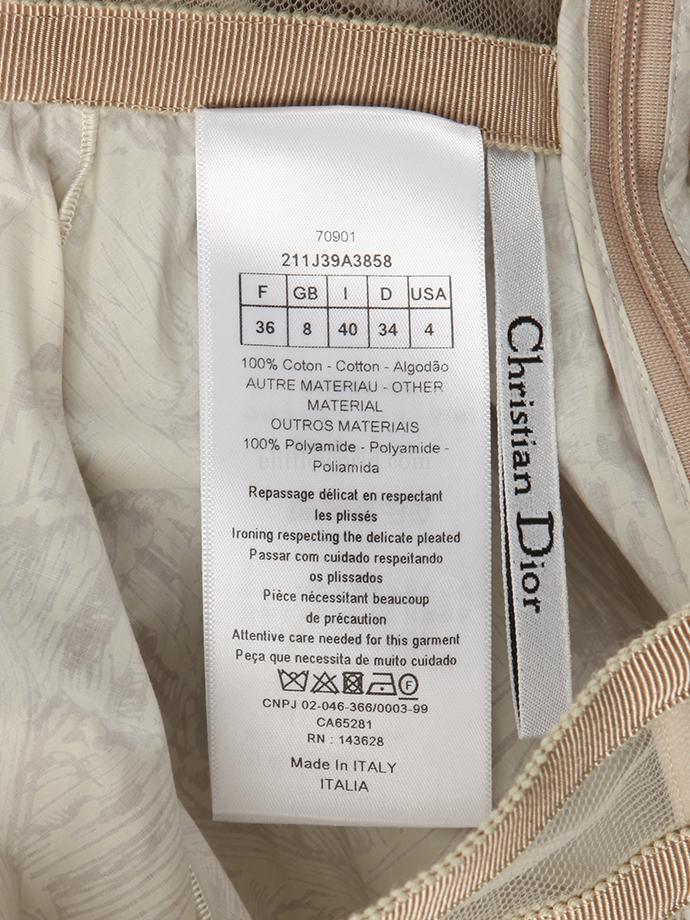 70901
211J39A3858
F GB I D USA
36 8 40 34 4
100% Coton - Cotton - Algodão
AUTRE MATERIAU - OTHER
MATERIAL
OUTROS MATERIAIS
100% Polyamide - Polyamide -
Poliamida
Repassage délicat en respectant
les plissés
Ironing respecting the delicate pleated
Passar com cuidado respeitando
os plissados
Pièce nécessitant beaucoup
de précaution
Attentive care needed for this garment
Peça que necessita de muito cuidado
F
CNPJ 02-046-366/0003-99
CA65281
RN : 143628
Made In ITALY
ITALIA
Christian Dior